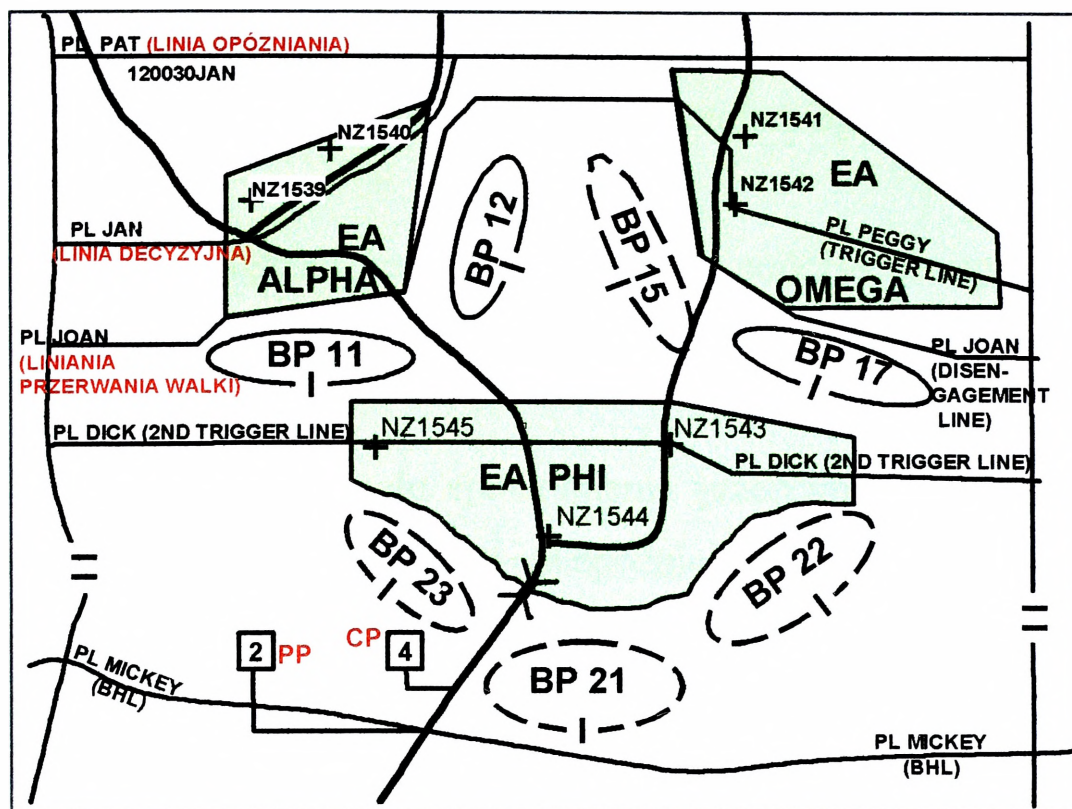 PL PAT (LINIA OPÓZNIANIA)
120030JAN
NZ1540
NZ1541
NZ1539
NZ1542
EA
BP 12
BP 15
PL JAN
(LINIA DECYZYJNA)
EA
ALPHA
PL PEGGY
(TRIGGER LINE)
OMEGA
PL JOAN
(LINIANIA
PRZERWANIA WALKI)
BP 11
BP 17
PL JOAN
(DISEN-
GAGEMENT
LINE)
PL DICK (2ND TRIGGER LINE)
NZ1545
NZ1543
EA PHI
PL DICK (2ND TRIGGER LINE)
NZ1544
BP 23
BP 22
2 PP
CP 4
PL MICKEY
(BHL)
BP 21
PL MICKEY
(BHL)